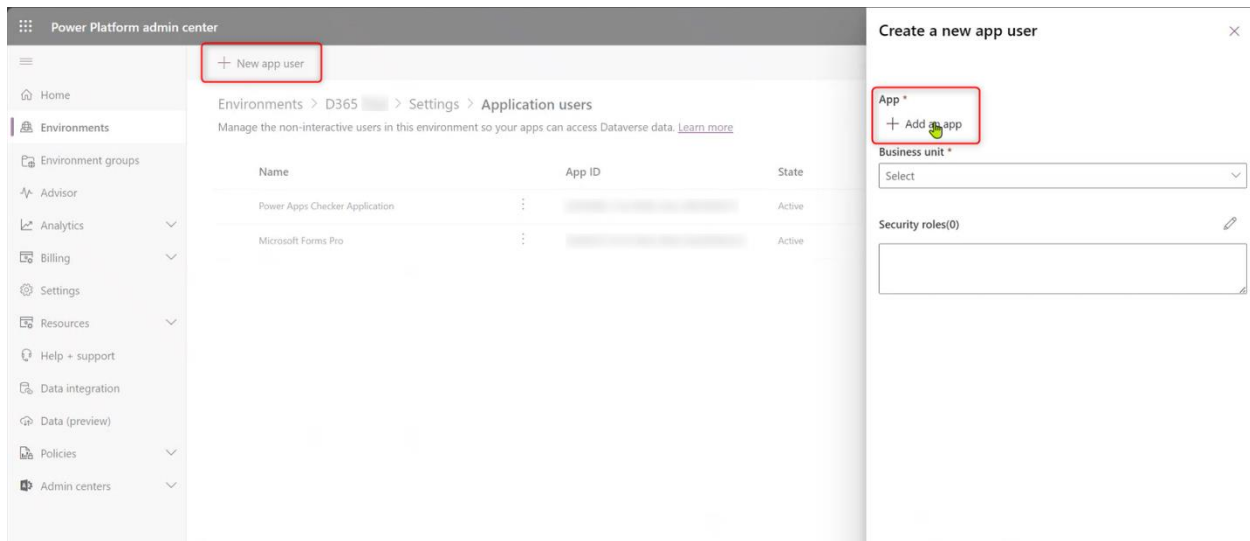 Power Platform admin center
+ New app user
Home
Environments
Environment groups
Advisor
Analytics
Billing
Settings
Resources
Help + support
Data integration
Data (preview)
Policies
Admin centers
Environments > D365 > Settings > Application users
Manage the non-interactive users in this environment so your apps can access Dataverse data. Learn more
Name App ID State
Power Apps Checker Application Active
Microsoft Forms Pro Active
Create a new app user
App *
+ Add an app
Business unit *
Select
Security roles(0)